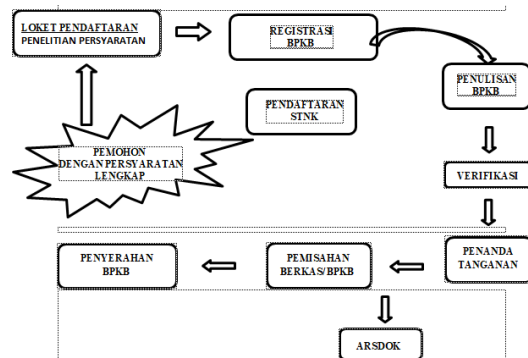 LOKET PENDAFTARAN
PENELITIAN PERSYARATAN
REGISTRASI
BPKB
PENULISAN
BPKB
PENDAFTARAN
STNK
PEMOHON
DENGAN PERSYARATAN
LENGKAP
VERIFIKASI
PENANDA
TANGANAN
PEMISAHAN
BERKAS/BPKB
PENYERAHAN
BPKB
ARSDOK